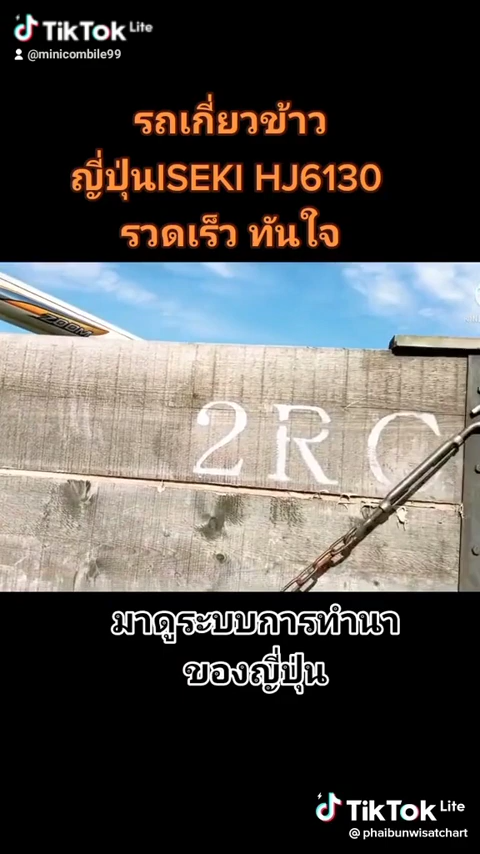 TikTok Lite
@minicombile99
รถเกี่ยวข้าว
ญี่ปุ่นISEKI HJ6130
รวดเร็ว ทันใจ
ZOOM
2RC
มาดูระบบการทำนา
ของญี่ปุ่น
TikTok Lite
@phaibunwisatchart